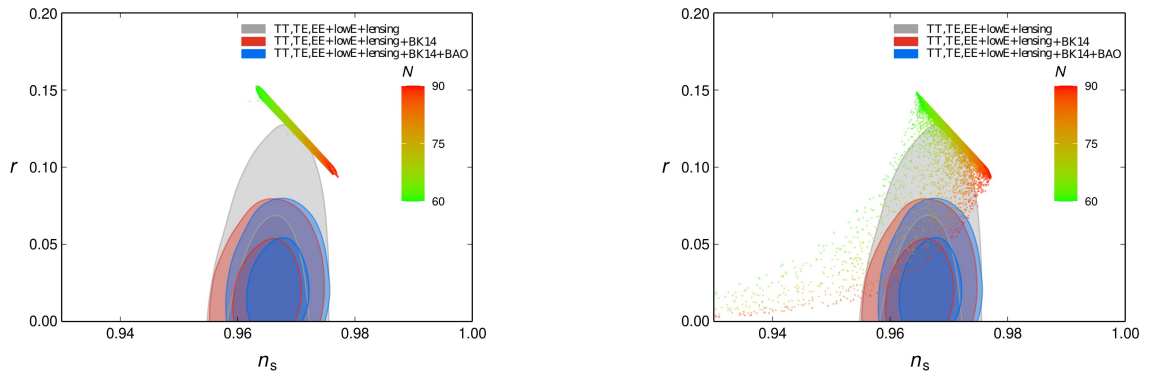 0.20
TT,TE,EE+lowE+lensing
TT,TE,EE+lowE+lensing+BK14
TT,TE,EE+lowE+lensing+BK14+BAO
N
0.15
90
r
0.10
75
0.05
60
0.00
0.94
0.96
0.98
1.00
n_s
0.20
TT,TE,EE+lowE+lensing
TT,TE,EE+lowE+lensing+BK14
TT,TE,EE+lowE+lensing+BK14+BAO
N
0.15
90
r
0.10
75
0.05
60
0.00
0.94
0.96
0.98
1.00
n_s